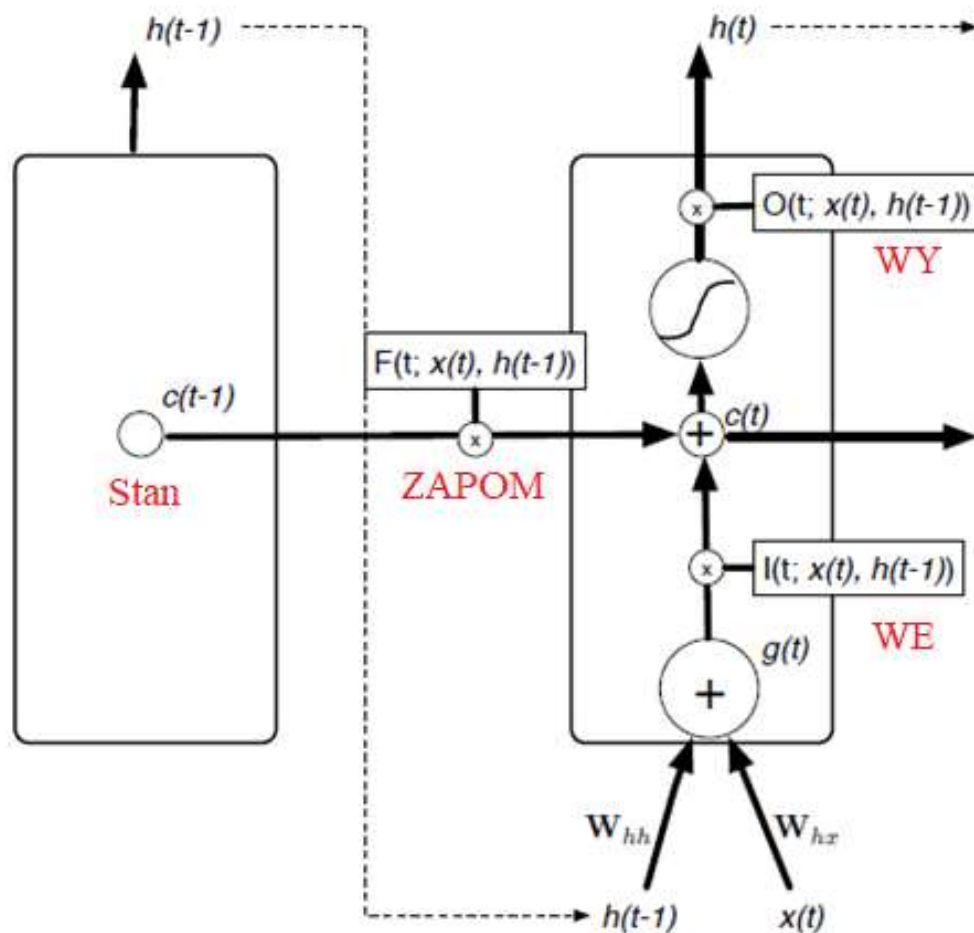 h(t-1)
h(t)
O(t; x(t), h(t-1))
x
WY
F(t; x(t), h(t-1))
c(t-1)
x
+
c(t)
Stan
ZAPOM
x
I(t; x(t), h(t-1))
WE
g(t)
+
W_hh
W_hx
h(t-1)
x(t)